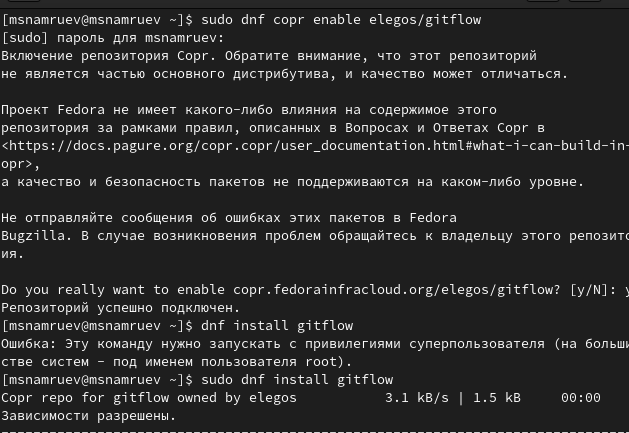 [msnamruev@msnamruev ~]$ sudo dnf copr enable elegos/gitflow
[sudo] пароль для msnamruev:
Включение репозитория Copr. Обратите внимание, что этот репозиторий
не является частью основного дистрибутива, и качество может отличаться.
Проект Fedora не имеет какого-либо влияния на содержимое этого
репозитория за рамками правил, описанных в Вопросах и Ответах Copr в
<https://docs.pagure.org/copr.copr/user_documentation.html#what-i-can-build-in-
opr>,
а качество и безопасность пакетов не поддерживаются на каком-либо уровне.
Не отправляйте сообщения об ошибках этих пакетов в Fedora
Bugzilla. В случае возникновения проблем обращайтесь к владельцу этого репозито
ия.
Do you really want to enable copr.fedorainfracloud.org/elegos/gitflow? [y/N]: y
Репозиторий успешно подключен.
[msnamruev@msnamruev ~]$ dnf install gitflow
Ошибка: Эту команду нужно запускать с привилегиями суперпользователя (на больши
стве систем - под именем пользователя root).
[msnamruev@msnamruev ~]$ sudo dnf install gitflow
Copr repo for gitflow owned by elegos 3.1 kB/s | 1.5 kB 00:00
Зависимости разрешены.